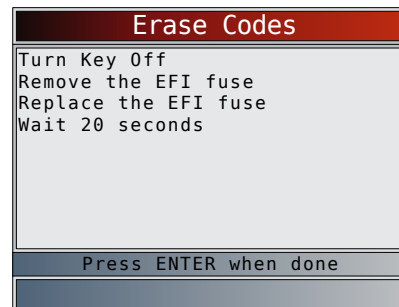 Erase Codes
Turn Key Off
Remove the EFI fuse
Replace the EFI fuse
Wait 20 seconds
Press ENTER when done